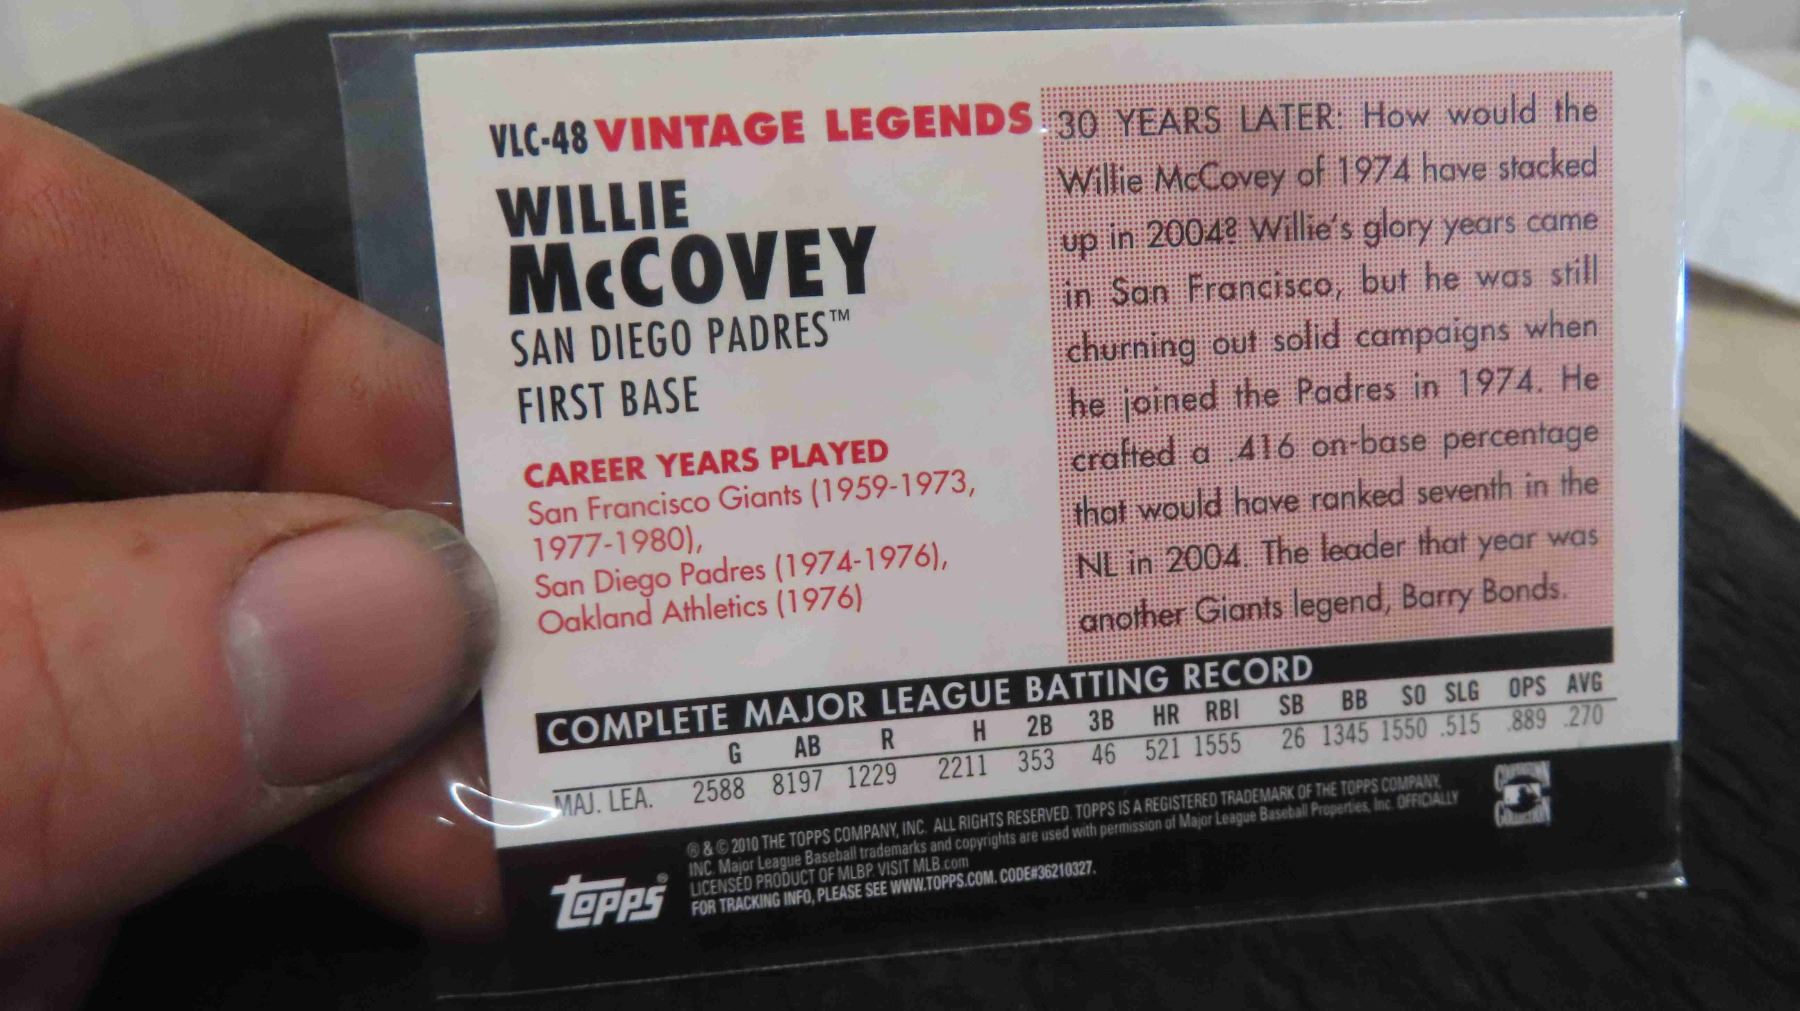 VLC-48 VINTAGE LEGENDS
WILLIE
McCOVEY
SAN DIEGO PADRES™
FIRST BASE
CAREER YEARS PLAYED
San Francisco Giants (1959-1973,
1977-1980),
San Diego Padres (1974-1976),
Oakland Athletics (1976)
30 YEARS LATER: How would the
Willie McCovey of 1974 have stacked
up in 2004? Willie's glory years came
in San Francisco, but he was still
churning out solid campaigns when
he joined the Padres in 1974. He
crafted a .416 on-base percentage
that would have ranked seventh in the
NL in 2004. The leader that year was
another Giants legend, Barry Bonds.
COMPLETE MAJOR LEAGUE BATTING RECORD
G AB R H 2B 3B HR RBI SB BB SO SLG OPS AVG
MAJ. LEA. 2588 8197 1229 2211 353 46 521 1555 26 1345 1550 .515 .889 .270
® & © 2010 THE TOPPS COMPANY, INC. ALL RIGHTS RESERVED. TOPPS IS A REGISTERED TRADEMARK OF THE TOPPS COMPANY,
INC. Major League Baseball trademarks and copyrights are used with permission of Major League Baseball Properties, Inc. OFFICIALLY
LICENSED PRODUCT OF MLBP. VISIT MLB.com
FOR TRACKING INFO, PLEASE SEE WWW.TOPPS.COM. CODE#36210327.
TOPPS®
COOPERSTOWN
COLLECTION